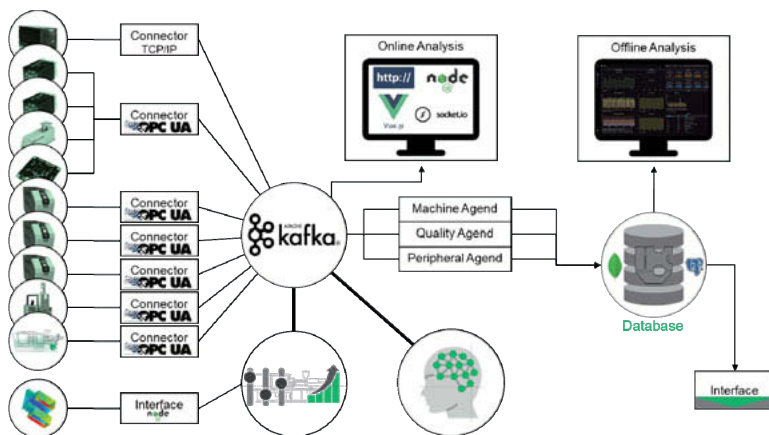 Connector
TCP/IP
Connector
OPC UA
Connector
OPC UA
Connector
OPC UA
Connector
OPC UA
Connector
OPC UA
Connector
OPC UA
Interface
node
APACHE
kafka
Online Analysis
http://
node
Vue.js
socket.io
Machine Agend
Quality Agend
Peripheral Agend
Offline Analysis
Database
Interface